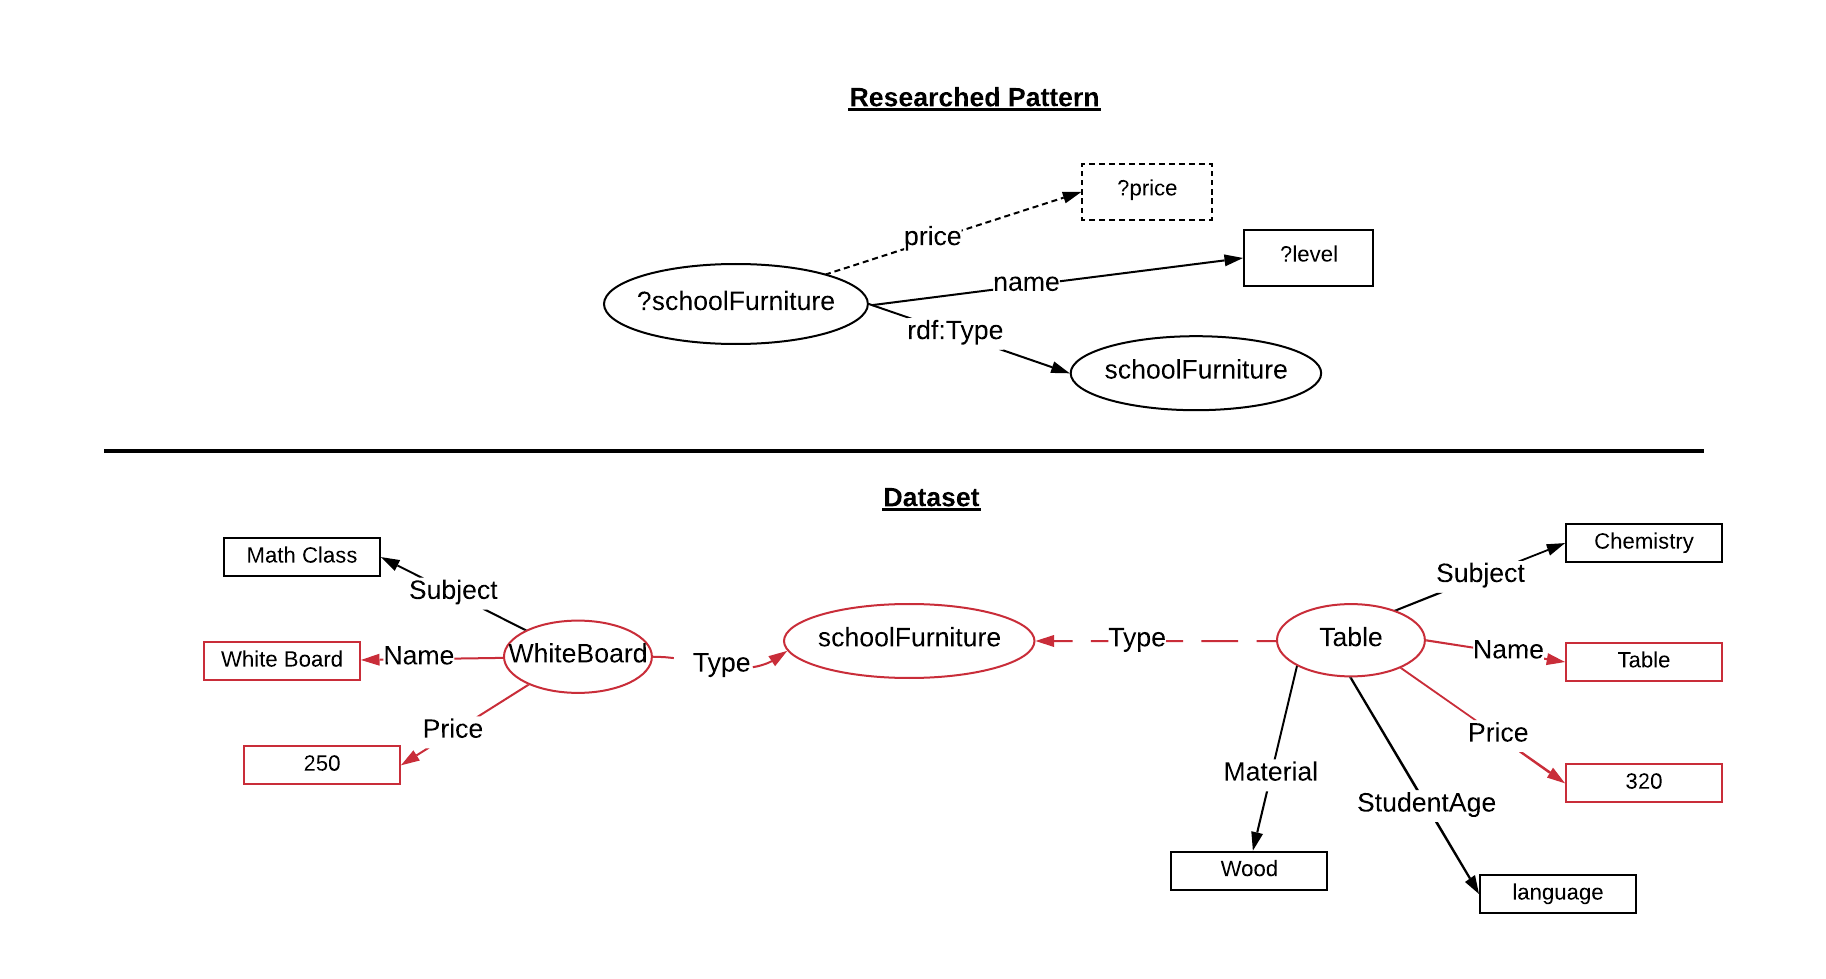 Researched Pattern
?price
price
?level
name
?schoolFurniture
rdf:Type
schoolFurniture
Dataset
Math Class
Subject
White Board
Name
WhiteBoard
Type
schoolFurniture
Price
250
Type
Table
Subject
Chemistry
Name
Table
Price
320
Material
Wood
StudentAge
language